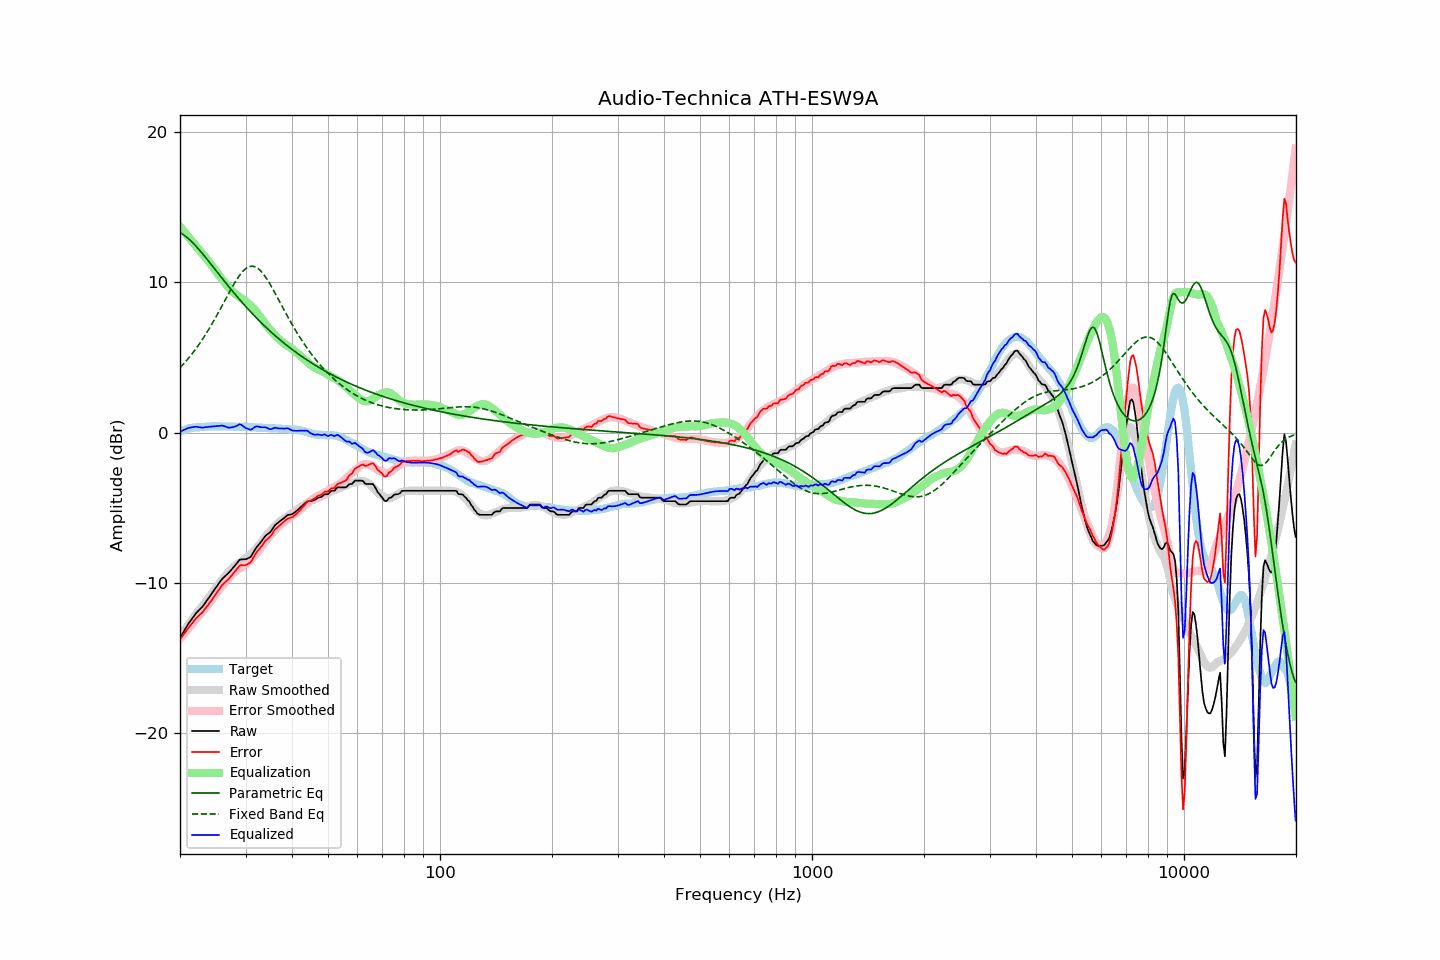 Audio-Technica ATH-ESW9A
20
10
0
−10
−20
Amplitude (dBr)
Target
Raw Smoothed
Error Smoothed
Raw
Error
Equalization
Parametric Eq
Fixed Band Eq
Equalized
100
1000
10000
Frequency (Hz)